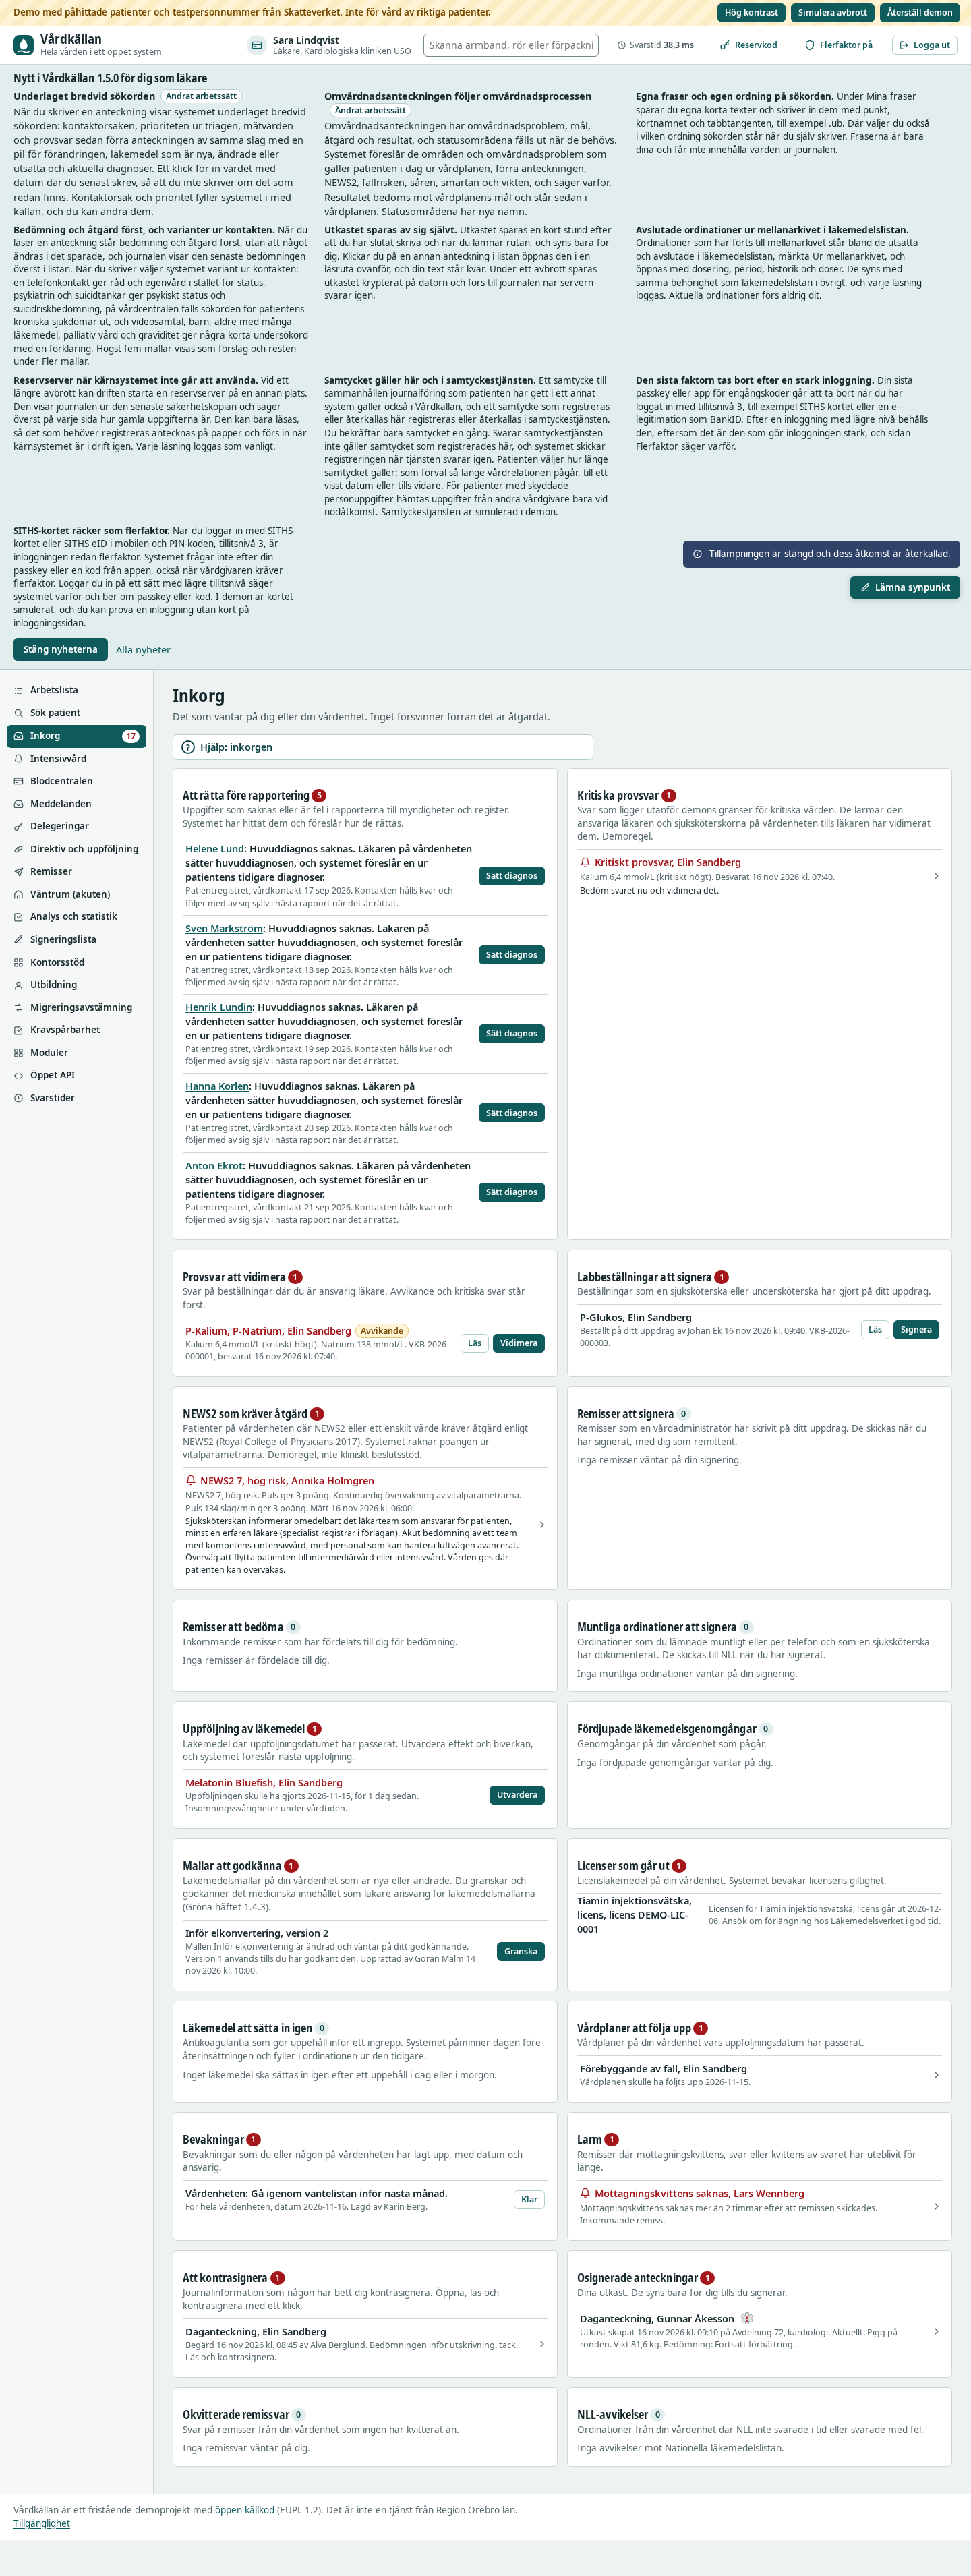 Demo med påhittade patienter och testpersonnummer från Skatteverket. Inte för vård av riktiga patienter.
Hög kontrast
Simulera avbrott
Återställ demon
Vårdkällan
Hela vården i ett öppet system
Sara Lindqvist
Läkare, Kardiologiska kliniken USÖ
Skanna armband, rör eller förpackni
Svarstid 38,3 ms
Reservkod
Flerfaktor på
Logga ut
Nytt i Vårdkällan 1.5.0 för dig som läkare
Underlaget bredvid sökorden Ändrat arbetssätt
När du skriver en anteckning visar systemet underlaget bredvid
sökorden: kontaktorsaken, prioriteten ur triagen, mätvärden
och provsvar sedan förra anteckningen av samma slag med en
pil för förändringen, läkemedel som är nya, ändrade eller
utsatta och aktuella diagnoser. Ett klick för in värdet med
datum där du senast skrev, så att du inte skriver om det som
redan finns. Kontaktorsak och prioritet fyller systemet i med
källan, och du kan ändra dem.
Omvårdnadsanteckningen följer omvårdnadsprocessen
Ändrat arbetssätt
Omvårdnadsanteckningen har omvårdnadsproblem, mål,
åtgärd och resultat, och statusområdena fälls ut när de behövs.
Systemet föreslår de områden och omvårdnadsproblem som
gäller patienten i dag ur vårdplanen, förra anteckningen,
NEWS2, fallrisken, såren, smärtan och vikten, och säger varför.
Resultatet bedöms mot vårdplanens mål och står sedan i
vårdplanen. Statusområdena har nya namn.
Egna fraser och egen ordning på sökorden. Under Mina fraser
sparar du egna korta texter och skriver in dem med punkt,
kortnamnet och tabbtangenten, till exempel .ub. Där väljer du också
i vilken ordning sökorden står när du själv skriver. Fraserna är bara
dina och får inte innehålla värden ur journalen.
Bedömning och åtgärd först, och varianter ur kontakten. När du
läser en anteckning står bedömning och åtgärd först, utan att något
ändras i det sparade, och journalen visar den senaste bedömningen
överst i listan. När du skriver väljer systemet variant ur kontakten:
en telefonkontakt ger råd och egenvård i stället för status,
psykiatrin och suicidtankar ger psykiskt status och
suicidriskbedömning, på vårdcentralen fälls sökorden för patientens
kroniska sjukdomar ut, och videosamtal, barn, äldre med många
läkemedel, palliativ vård och graviditet ger några korta undersökord
med en förklaring. Högst fem mallar visas som förslag och resten
under Fler mallar.
Utkastet sparas av sig självt. Utkastet sparas en kort stund efter
att du har slutat skriva och när du lämnar rutan, och syns bara för
dig. Klickar du på en annan anteckning i listan öppnas den i en
läsruta ovanför, och din text står kvar. Under ett avbrott sparas
utkastet krypterat på datorn och förs till journalen när servern
svarar igen.
Avslutade ordinationer ur mellanarkivet i läkemedelslistan.
Ordinationer som har förts till mellanarkivet står bland de utsatta
och avslutade i läkemedelslistan, märkta Ur mellanarkivet, och
öppnas med dosering, period, historik och doser. De syns med
samma behörighet som läkemedelslistan i övrigt, och varje läsning
loggas. Aktuella ordinationer förs aldrig dit.
Reservserver när kärnsystemet inte går att använda. Vid ett
längre avbrott kan driften starta en reservserver på en annan plats.
Den visar journalen ur den senaste säkerhetskopian och säger
överst på varje sida hur gamla uppgifterna är. Den kan bara läsas,
så det som behöver registreras antecknas på papper och förs in när
kärnsystemet är i drift igen. Varje läsning loggas som vanligt.
Samtycket gäller här och i samtyckestjänsten. Ett samtycke till
sammanhållen journalföring som patienten har gett i ett annat
system gäller också i Vårdkällan, och ett samtycke som registreras
eller återkallas här registreras eller återkallas i samtyckestjänsten.
Du bekräftar bara samtycket en gång. Svarar samtyckestjänsten
inte gäller samtycket som registrerades här, och systemet skickar
registreringen när tjänsten svarar igen. Patienten väljer hur länge
samtycket gäller: som förval så länge vårdrelationen pågår, till ett
visst datum eller tills vidare. För patienter med skyddade
personuppgifter hämtas uppgifter från andra vårdgivare bara vid
nödåtkomst. Samtyckestjänsten är simulerad i demon.
Den sista faktorn tas bort efter en stark inloggning. Din sista
passkey eller app för engångskoder går att ta bort när du har
loggat in med tillitsnivå 3, till exempel SITHS-kortet eller en e-
legitimation som BankID. Efter en inloggning med lägre nivå behålls
den, eftersom det är den som gör inloggningen stark, och sidan
Flerfaktor säger varför.
SITHS-kortet räcker som flerfaktor. När du loggar in med SITHS-
kortet eller SITHS eID i mobilen och PIN-koden, tillitsnivå 3, är
inloggningen redan flerfaktor. Systemet frågar inte efter din
passkey eller en kod från appen, också när vårdgivaren kräver
flerfaktor. Loggar du in på ett sätt med lägre tillitsnivå säger
systemet varför och ber om passkey eller kod. I demon är kortet
simulerat, och du kan pröva en inloggning utan kort på
inloggningssidan.
Tillämpningen är stängd och dess åtkomst är återkallad.
Lämna synpunkt
Stäng nyheterna
Alla nyheter
Arbetslista
Sök patient
Inkorg 17
Intensivvård
Blodcentralen
Meddelanden
Delegeringar
Direktiv och uppföljning
Remisser
Väntrum (akuten)
Analys och statistik
Signeringslista
Kontorsstöd
Utbildning
Migreringsavstämning
Kravspårbarhet
Moduler
Öppet API
Svarstider
Inkorg
Det som väntar på dig eller din vårdenhet. Inget försvinner förrän det är åtgärdat.
? Hjälp: inkorgen
Att rätta före rapportering 5
Uppgifter som saknas eller är fel i rapporterna till myndigheter och register.
Systemet har hittat dem och föreslår hur de rättas.
Helene Lund: Huvuddiagnos saknas. Läkaren på vårdenheten
sätter huvuddiagnosen, och systemet föreslår en ur
patientens tidigare diagnoser.
Patientregistret, vårdkontakt 17 sep 2026. Kontakten hålls kvar och
följer med av sig själv i nästa rapport när det är rättat.
Sätt diagnos
Sven Markström: Huvuddiagnos saknas. Läkaren på
vårdenheten sätter huvuddiagnosen, och systemet föreslår
en ur patientens tidigare diagnoser.
Patientregistret, vårdkontakt 18 sep 2026. Kontakten hålls kvar och
följer med av sig själv i nästa rapport när det är rättat.
Sätt diagnos
Henrik Lundin: Huvuddiagnos saknas. Läkaren på
vårdenheten sätter huvuddiagnosen, och systemet föreslår
en ur patientens tidigare diagnoser.
Patientregistret, vårdkontakt 19 sep 2026. Kontakten hålls kvar och
följer med av sig själv i nästa rapport när det är rättat.
Sätt diagnos
Hanna Korlen: Huvuddiagnos saknas. Läkaren på
vårdenheten sätter huvuddiagnosen, och systemet föreslår
en ur patientens tidigare diagnoser.
Patientregistret, vårdkontakt 20 sep 2026. Kontakten hålls kvar och
följer med av sig själv i nästa rapport när det är rättat.
Sätt diagnos
Anton Ekrot: Huvuddiagnos saknas. Läkaren på vårdenheten
sätter huvuddiagnosen, och systemet föreslår en ur
patientens tidigare diagnoser.
Patientregistret, vårdkontakt 21 sep 2026. Kontakten hålls kvar och
följer med av sig själv i nästa rapport när det är rättat.
Sätt diagnos
Kritiska provsvar 1
Svar som ligger utanför demons gränser för kritiska värden. De larmar den
ansvariga läkaren och sjuksköterskorna på vårdenheten tills läkaren har vidimerat
dem. Demoregel.
Kritiskt provsvar, Elin Sandberg
Kalium 6,4 mmol/L (kritiskt högt). Besvarat 16 nov 2026 kl. 07:40.
Bedöm svaret nu och vidimera det.
Provsvar att vidimera 1
Svar på beställningar där du är ansvarig läkare. Avvikande och kritiska svar står
först.
P-Kalium, P-Natrium, Elin Sandberg Avvikande
Kalium 6,4 mmol/L (kritiskt högt). Natrium 138 mmol/L. VKB-2026-
000001, besvarat 16 nov 2026 kl. 07:40.
Läs
Vidimera
Labbeställningar att signera 1
Beställningar som en sjuksköterska eller undersköterska har gjort på ditt uppdrag.
P-Glukos, Elin Sandberg
Beställt på ditt uppdrag av Johan Ek 16 nov 2026 kl. 09:40. VKB-2026-
000003.
Läs
Signera
NEWS2 som kräver åtgärd 1
Patienter på vårdenheten där NEWS2 eller ett enskilt värde kräver åtgärd enligt
NEWS2 (Royal College of Physicians 2017). Systemet räknar poängen ur
vitalparametrarna. Demoregel, inte kliniskt beslutsstöd.
NEWS2 7, hög risk, Annika Holmgren
NEWS2 7, hög risk. Puls ger 3 poäng. Kontinuerlig övervakning av vitalparametrarna.
Puls 134 slag/min ger 3 poäng. Mätt 16 nov 2026 kl. 06:00.
Sjuksköterskan informerar omedelbart det läkarteam som ansvarar för patienten,
minst en erfaren läkare (specialist registrar i förlagan). Akut bedömning av ett team
med kompetens i intensivvård, med personal som kan hantera luftvägen avancerat.
Överväg att flytta patienten till intermediärvård eller intensivvård. Vården ges där
patienten kan övervakas.
Remisser att signera 0
Remisser som en vårdadministratör har skrivit på ditt uppdrag. De skickas när du
har signerat, med dig som remittent.
Inga remisser väntar på din signering.
Remisser att bedöma 0
Inkommande remisser som har fördelats till dig för bedömning.
Inga remisser är fördelade till dig.
Muntliga ordinationer att signera 0
Ordinationer som du lämnade muntligt eller per telefon och som en sjuksköterska
har dokumenterat. De skickas till NLL när du har signerat.
Inga muntliga ordinationer väntar på din signering.
Uppföljning av läkemedel 1
Läkemedel där uppföljningsdatumet har passerat. Utvärdera effekt och biverkan,
och systemet föreslår nästa uppföljning.
Melatonin Bluefish, Elin Sandberg
Uppföljningen skulle ha gjorts 2026-11-15, för 1 dag sedan.
Insomningssvårigheter under vårdtiden.
Utvärdera
Fördjupade läkemedelsgenomgångar 0
Genomgångar på din vårdenhet som pågår.
Inga fördjupade genomgångar väntar på dig.
Mallar att godkänna 1
Läkemedelsmallar på din vårdenhet som är nya eller ändrade. Du granskar och
godkänner det medicinska innehållet som läkare ansvarig för läkemedelsmallarna
(Gröna häftet 1.4.3).
Inför elkonvertering, version 2
Mallen Inför elkonvertering är ändrad och väntar på ditt godkännande.
Version 1 används tills du har godkänt den. Upprättad av Göran Malm 14
nov 2026 kl. 10:00.
Granska
Licenser som går ut 1
Licensläkemedel på din vårdenhet. Systemet bevakar licensens giltighet.
Tiamin injektionsvätska,
licens, licens DEMO-LIC-
0001
Licensen för Tiamin injektionsvätska, licens går ut 2026-12-
06. Ansök om förlängning hos Läkemedelsverket i god tid.
Läkemedel att sätta in igen 0
Antikoagulantia som gör uppehåll inför ett ingrepp. Systemet påminner dagen före
återinsättningen och fyller i ordinationen ur den tidigare.
Inget läkemedel ska sättas in igen efter ett uppehåll i dag eller i morgon.
Vårdplaner att följa upp 1
Vårdplaner på din vårdenhet vars uppföljningsdatum har passerat.
Förebyggande av fall, Elin Sandberg
Vårdplanen skulle ha följts upp 2026-11-15.
Bevakningar 1
Bevakningar som du eller någon på vårdenheten har lagt upp, med datum och
ansvarig.
Vårdenheten: Gå igenom väntelistan inför nästa månad.
För hela vårdenheten, datum 2026-11-16. Lagd av Karin Berg.
Klar
Larm 1
Remisser där mottagningskvittens, svar eller kvittens av svaret har uteblivit för
länge.
Mottagningskvittens saknas, Lars Wennberg
Mottagningskvittens saknas mer än 2 timmar efter att remissen skickades.
Inkommande remiss.
Att kontrasignera 1
Journalinformation som någon har bett dig kontrasignera. Öppna, läs och
kontrasignera med ett klick.
Daganteckning, Elin Sandberg
Begärd 16 nov 2026 kl. 08:45 av Alva Berglund. Bedömningen inför utskrivning, tack.
Läs och kontrasignera.
Osignerade anteckningar 1
Dina utkast. De syns bara för dig tills du signerar.
Daganteckning, Gunnar Åkesson
Utkast skapat 16 nov 2026 kl. 09:10 på Avdelning 72, kardiologi. Aktuellt: Pigg på
ronden. Vikt 81,6 kg. Bedömning: Fortsatt förbättring.
Okvitterade remissvar 0
Svar på remisser från din vårdenhet som ingen har kvitterat än.
Inga remissvar väntar på dig.
NLL-avvikelser 0
Ordinationer från din vårdenhet där NLL inte svarade i tid eller svarade med fel.
Inga avvikelser mot Nationella läkemedelslistan.
Vårdkällan är ett fristående demoprojekt med öppen källkod (EUPL 1.2). Det är inte en tjänst från Region Örebro län.
Tillgänglighet